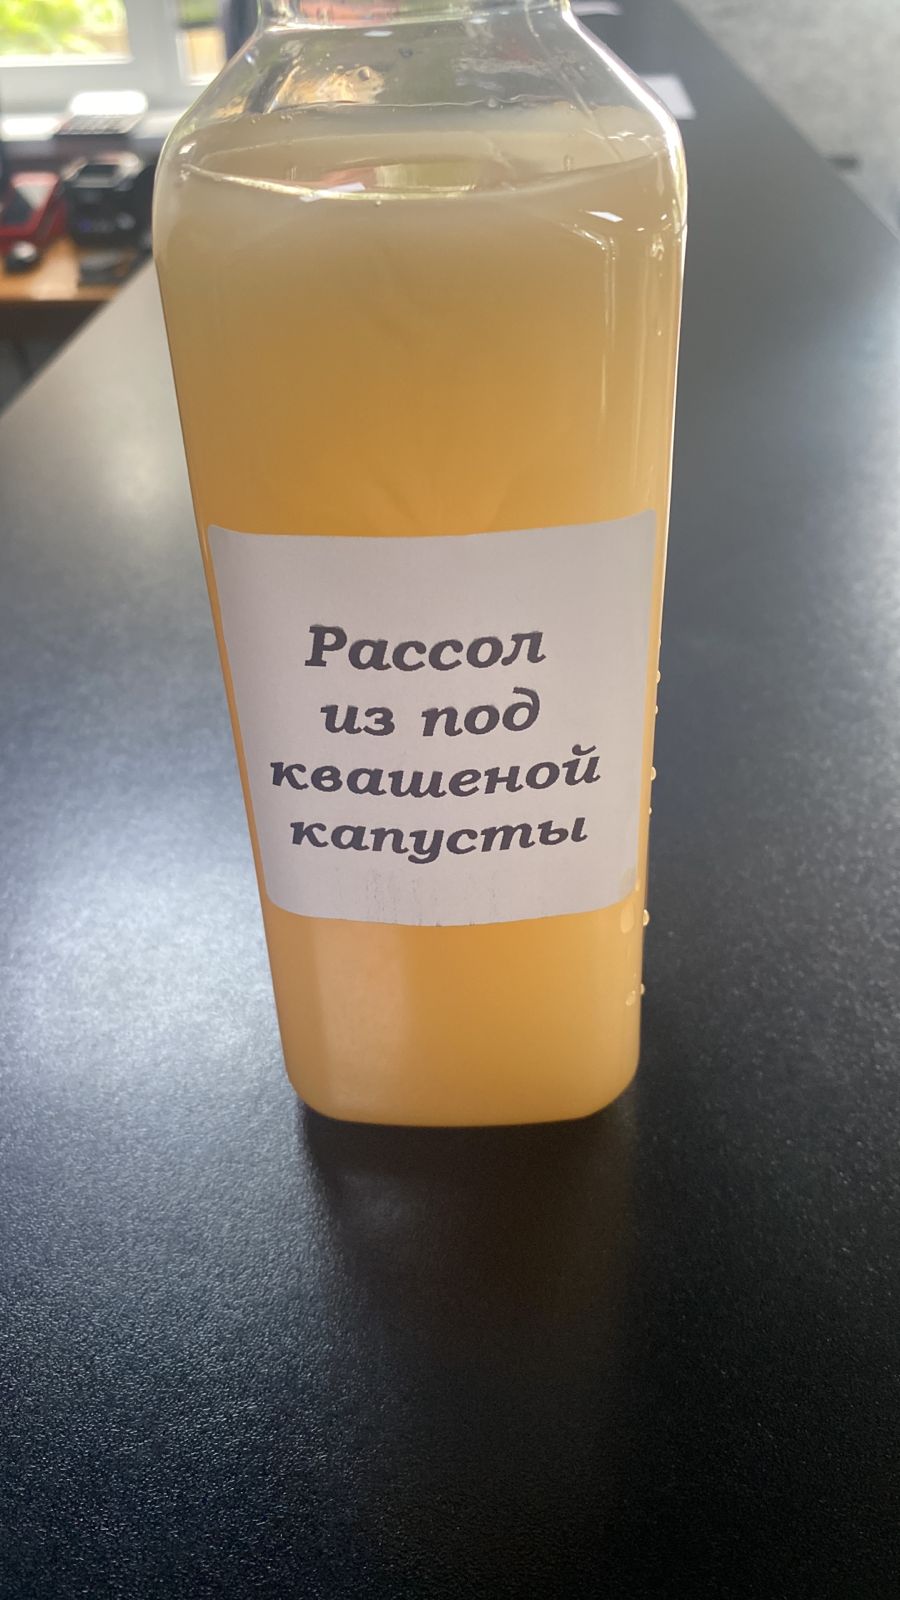 Рассол
из под
квашеной
капусты